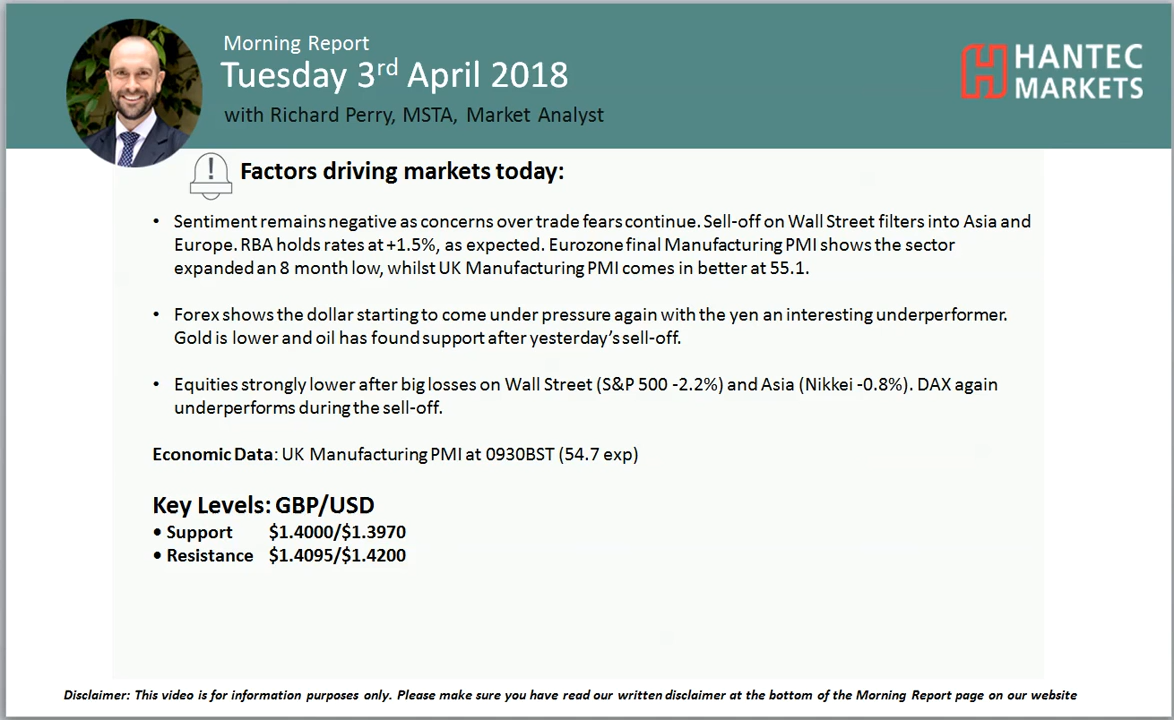 Morning Report
Tuesday 3rd April 2018
with Richard Perry, MSTA, Market Analyst
HANTEC
MARKETS
Factors driving markets today:
• Sentiment remains negative as concerns over trade fears continue. Sell-off on Wall Street filters into Asia and
Europe. RBA holds rates at +1.5%, as expected. Eurozone final Manufacturing PMI shows the sector
expanded an 8 month low, whilst UK Manufacturing PMI comes in better at 55.1.
• Forex shows the dollar starting to come under pressure again with the yen an interesting underperformer.
Gold is lower and oil has found support after yesterday's sell-off.
• Equities strongly lower after big losses on Wall Street (S&P 500 -2.2%) and Asia (Nikkei -0.8%). DAX again
underperforms during the sell-off.
Economic Data: UK Manufacturing PMI at 0930BST (54.7 exp)
Key Levels: GBP/USD
• Support $1.4000/$1.3970
• Resistance $1.4095/$1.4200
Disclaimer: This video is for information purposes only. Please make sure you have read our written disclaimer at the bottom of the Morning Report page on our website